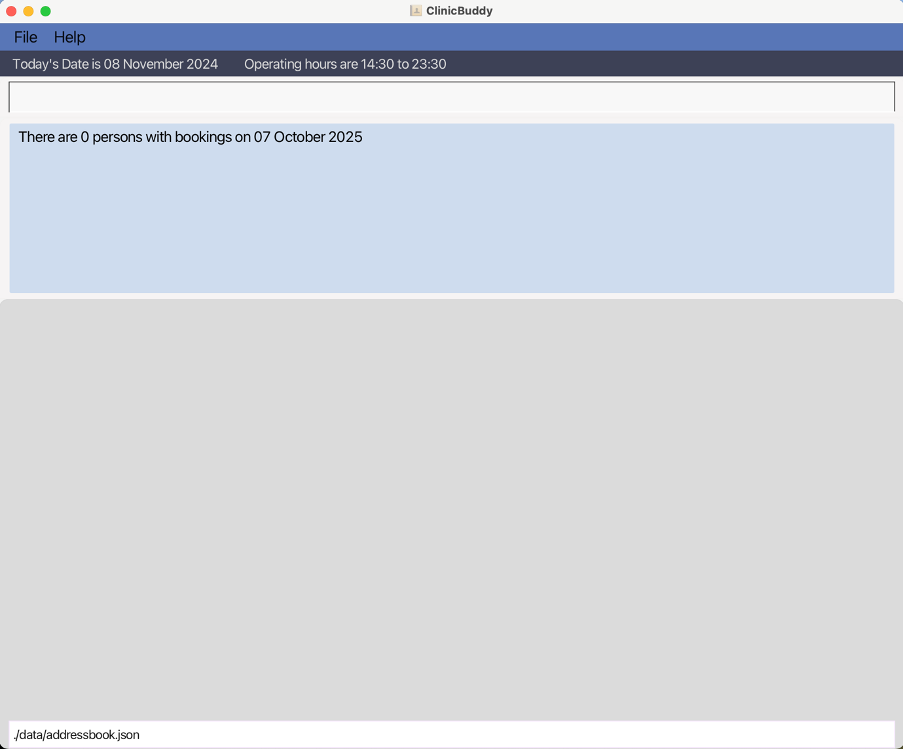 ClinicBuddy
File Help
Today's Date is 08 November 2024 Operating hours are 14:30 to 23:30
There are 0 persons with bookings on 07 October 2025
./data/addressbook.json